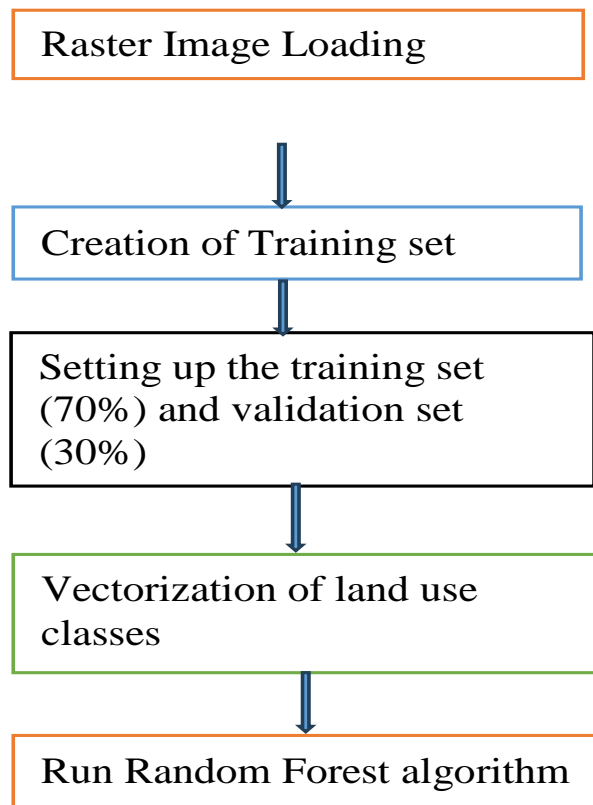 Raster Image Loading
Creation of Training set
Setting up the training set
(70%) and validation set
(30%)
Vectorization of land use
classes
Run Random Forest algorithm